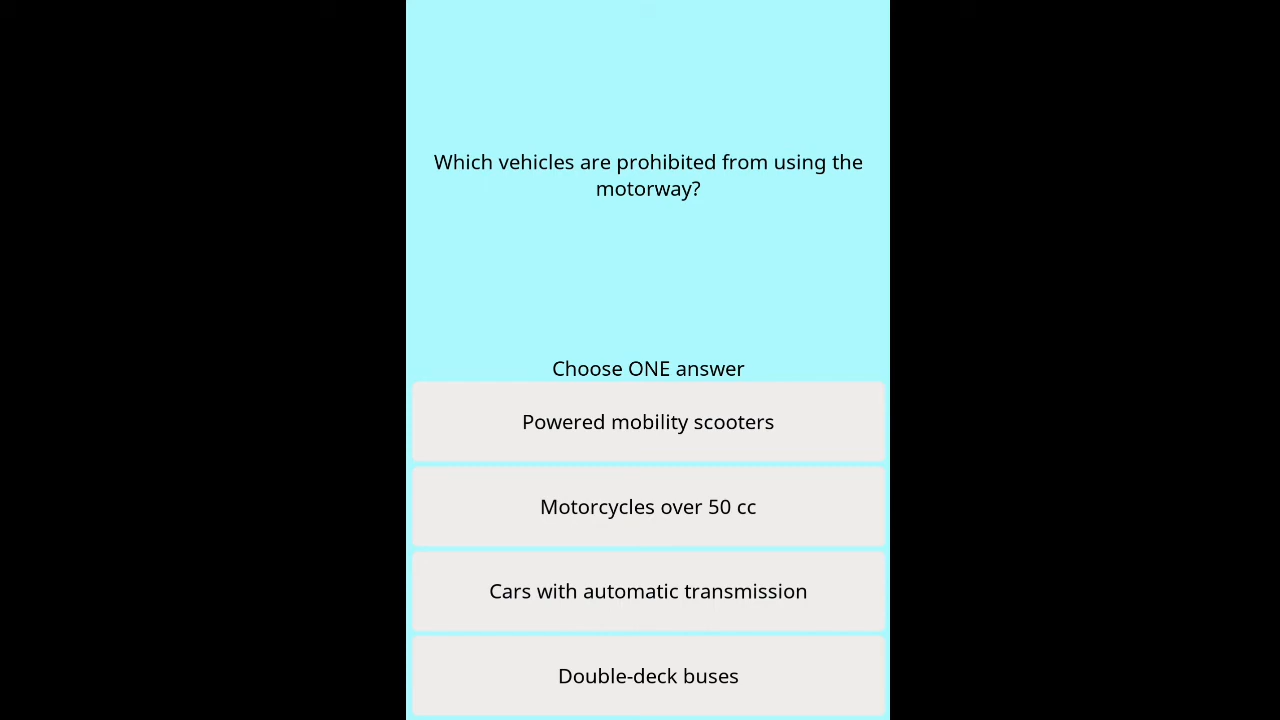 Which vehicles are prohibited from using the
motorway?
Choose ONE answer
Powered mobility scooters
Motorcycles over 50 cc
Cars with automatic transmission
Double-deck buses